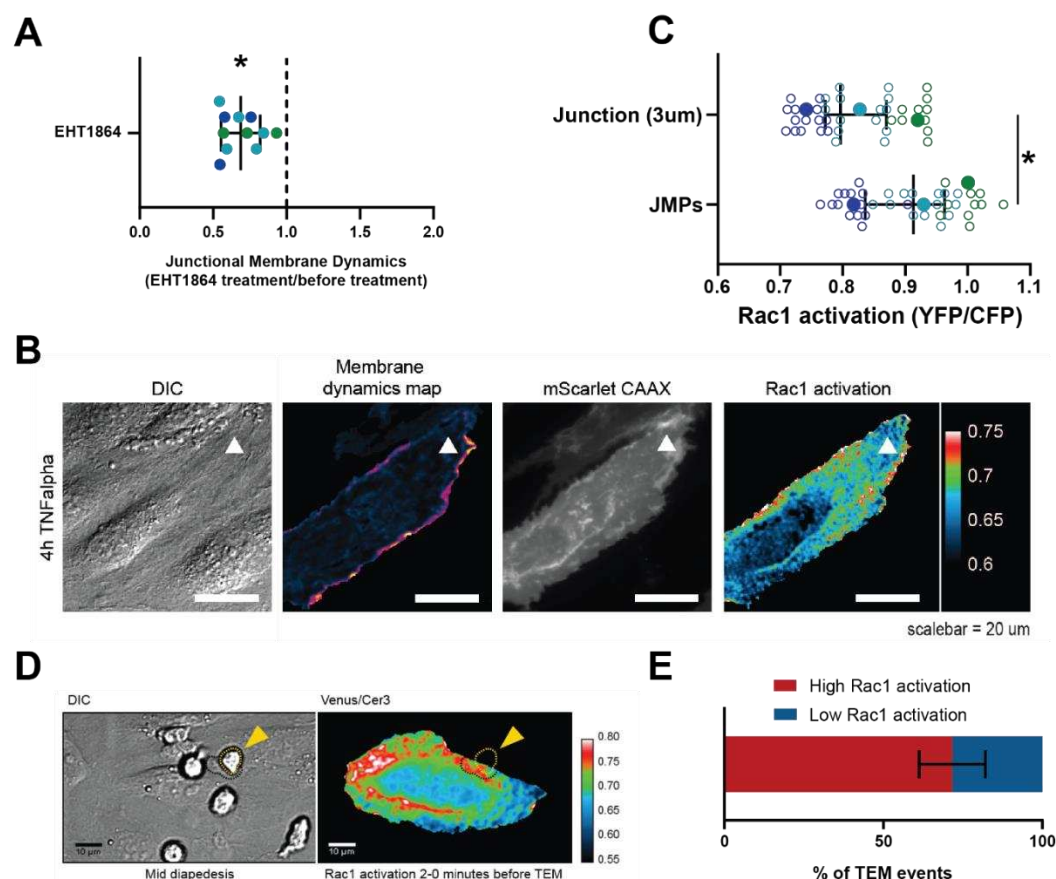 A
*
EHT1864
0.0 0.5 1.0 1.5 2.0
Junctional Membrane Dynamics
(EHT1864 treatment/before treatment)
C
Junction (3um)
JMPs
*
0.6 0.7 0.8 0.9 1.0 1.1
Rac1 activation (YFP/CFP)
B
DIC
Membrane
dynamics map
mScarlet CAAX
Rac1 activation
4h TNFalpha
0.75
0.7
0.65
0.6
scalebar = 20 um
D
DIC
Venus/Cer3
10 µm
10 µm
0.80
0.75
0.70
0.65
0.60
0.55
Mid diapedesis
Rac1 activation 2-0 minutes before TEM
E
High Rac1 activation
Low Rac1 activation
0 50 100
% of TEM events